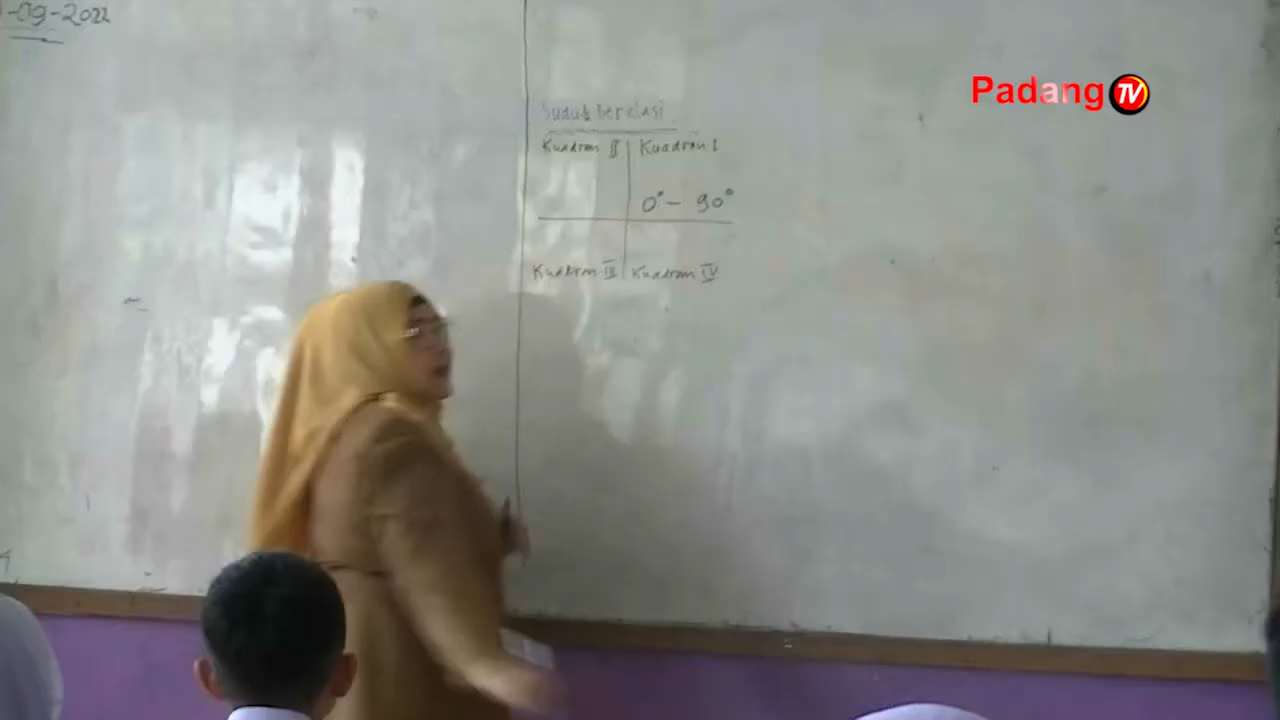 -09-2022
Padang TV
Sudut Berelasi
Kuadran II Kuadran I
0° - 90°
Kuadran III Kuadran IV